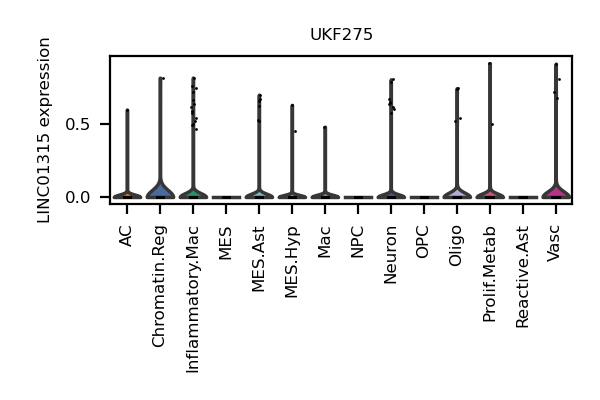 UKF275
LINC01315 expression
0.5
0.0
AC
Chromatin.Reg
Inflammatory.Mac
MES
MES.Ast
MES.Hyp
Mac
NPC
Neuron
OPC
Oligo
Prolif.Metab
Reactive.Ast
Vasc